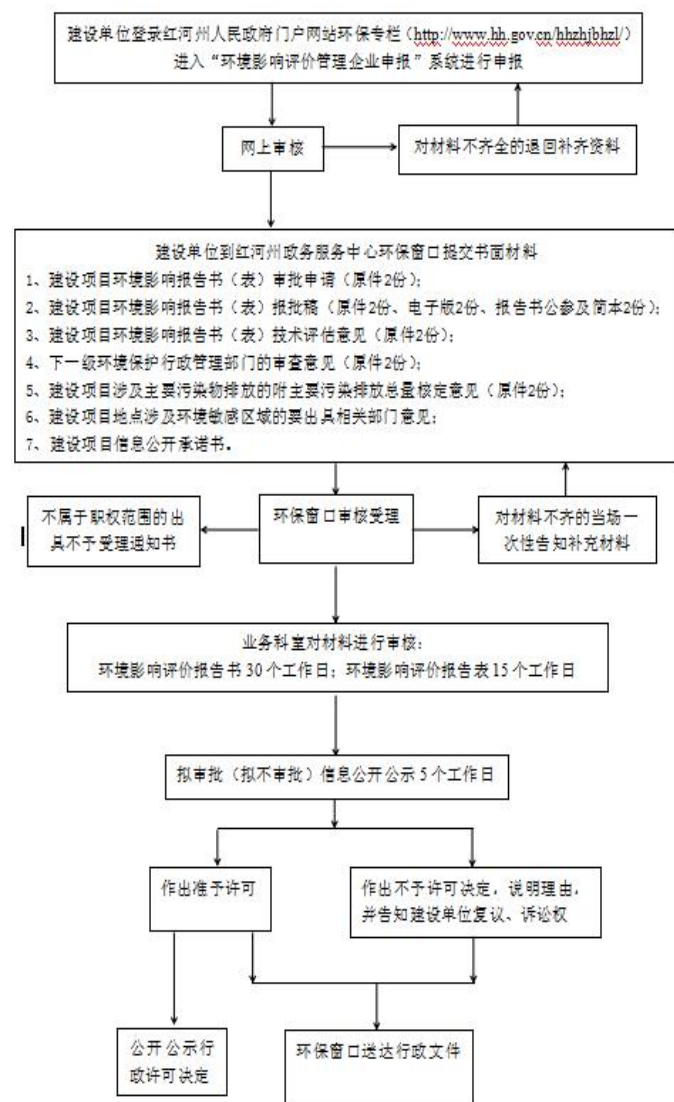 建设单位登录红河州人民政府门户网站环保专栏（http://www.hh.gov.cn/hhzhjbhzl/）
进入“环境影响评价管理企业申报”系统进行申报
网上审核
对材料不齐全的退回补齐资料
建设单位到红河州政务服务中心环保窗口提交书面材料
1、建设项目环境影响报告书（表）审批申请（原件2份）；
2、建设项目环境影响报告书（表）报批稿（原件2份、电子版2份、报告书公参及简本2份）；
3、建设项目环境影响报告书（表）技术评估意见（原件2份）；
4、下一级环境保护行政管理部门的审查意见（原件2份）；
5、建设项目涉及主要污染物排放的附主要污染排放总量核定意见（原件2份）；
6、建设项目地点涉及环境敏感区域的要出具相关部门意见；
7、建设项目信息公开承诺书。
不属于职权范围的出
具不予受理通知书
环保窗口审核受理
对材料不齐的当场一
次性告知补充材料
业务科室对材料进行审核：
环境影响评价报告书30个工作日；环境影响评价报告表15个工作日
拟审批（拟不审批）信息公开公示5个工作日
作出准予许可
作出不予许可决定，说明理由，
并告知建设单位复议、诉讼权
公开公示行
政许可决定
环保窗口送达行政文件